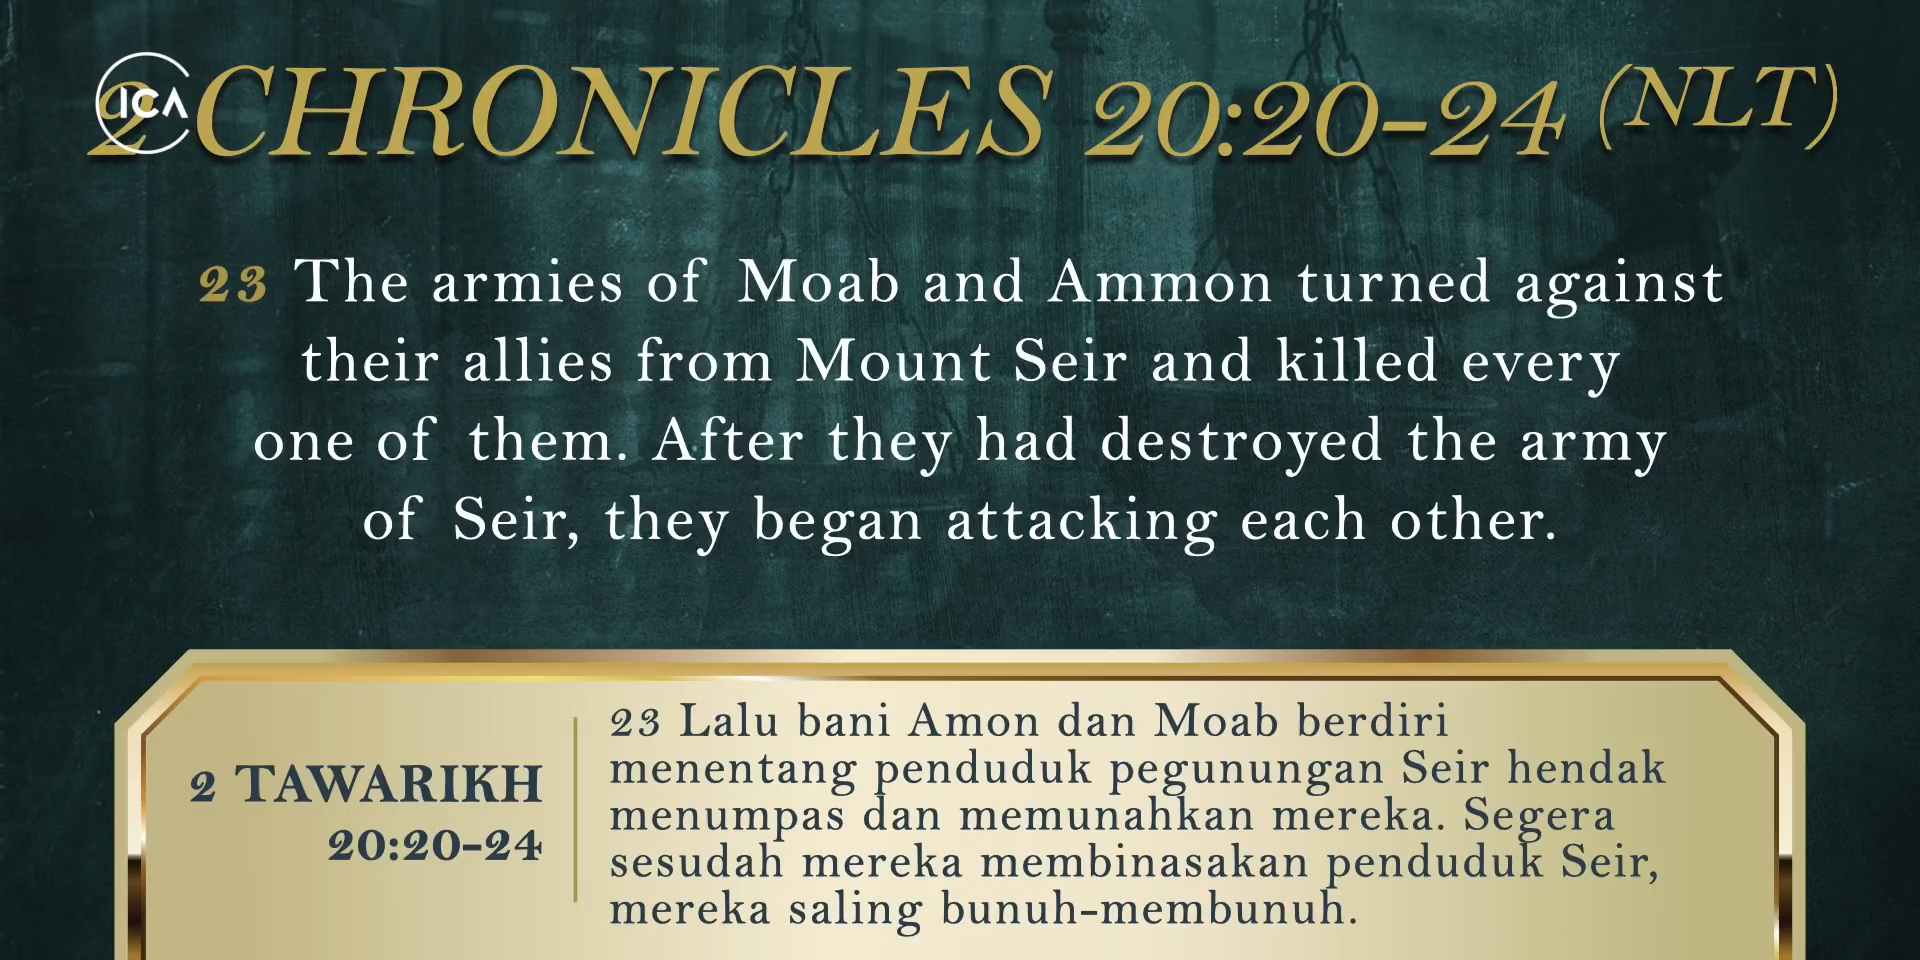 2 CHRONICLES 20:20-24 (NLT)
ICA
23 The armies of Moab and Ammon turned against
their allies from Mount Seir and killed every
one of them. After they had destroyed the army
of Seir, they began attacking each other.
2 TAWARIKH
20:20-24
23 Lalu bani Amon dan Moab berdiri
menentang penduduk pegunungan Seir hendak
menumpas dan memunahkan mereka. Segera
sesudah mereka membinasakan penduduk Seir,
mereka saling bunuh-membunuh.